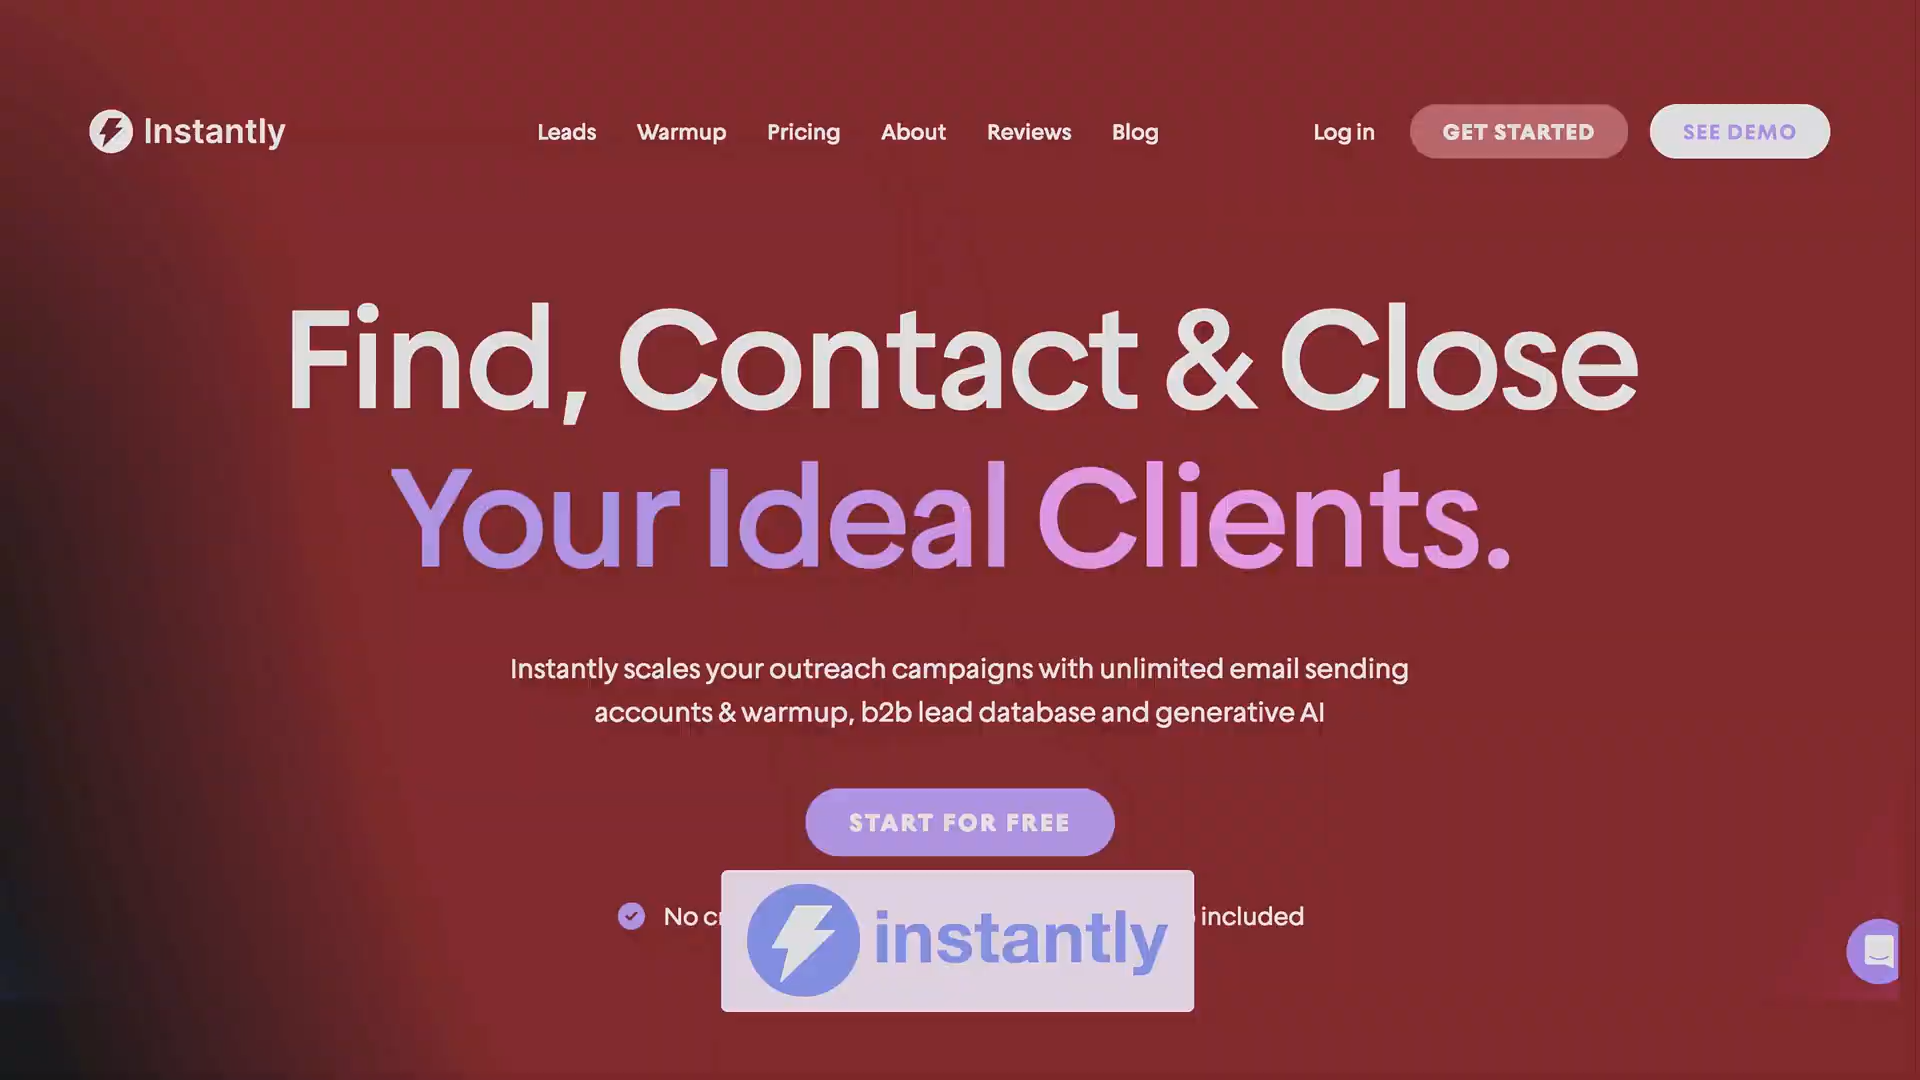 Instantly
Leads Warmup Pricing About Reviews Blog
Log in GET STARTED SEE DEMO
Find, Contact & Close
Your Ideal Clients.
Instantly scales your outreach campaigns with unlimited email sending
accounts & warmup, b2b lead database and generative AI
START FOR FREE
No included
instantly